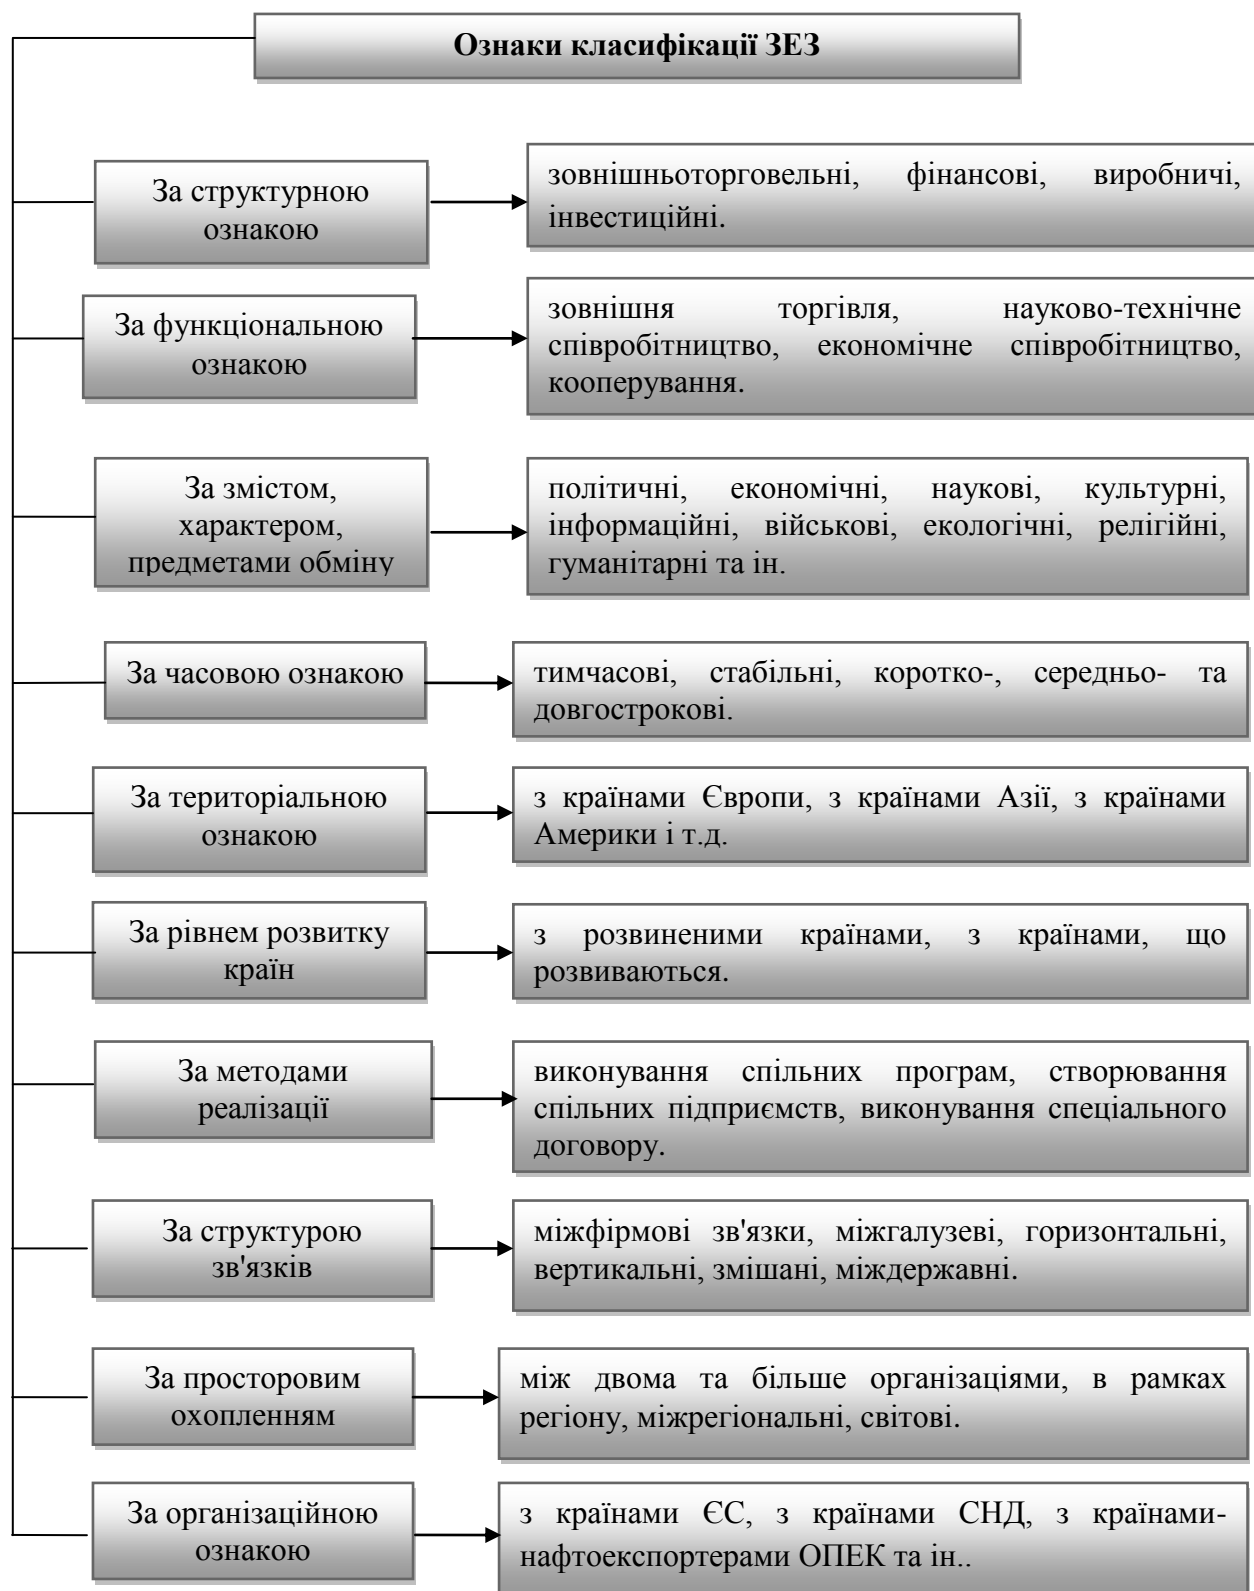 Ознаки класифікації ЗЕЗ
За структурною
ознакою
зовнішньоторговельні, фінансові, виробничі,
інвестиційні.
За функціональною
ознакою
зовнішня торгівля, науково-технічне
співробітництво, економічне співробітництво,
кооперування.
За змістом,
характером,
предметами обміну
політичні, економічні, наукові, культурні,
інформаційні, військові, екологічні, релігійні,
гуманітарні та ін.
За часовою ознакою
тимчасові, стабільні, коротко-, середньо- та
довгострокові.
За територіальною
ознакою
з країнами Європи, з країнами Азії, з країнами
Америки і т.д.
За рівнем розвитку
країн
з розвиненими країнами, з країнами, що
розвиваються.
За методами
реалізації
виконування спільних програм, створювання
спільних підприємств, виконування спеціального
договору.
За структурою
зв'язків
міжфірмові зв'язки, міжгалузеві, горизонтальні,
вертикальні, змішані, міждержавні.
За просторовим
охопленням
між двома та більше організаціями, в рамках
регіону, міжрегіональні, світові.
За організаційною
ознакою
з країнами ЄС, з країнами СНД, з країнами-
нафтоекспортерами ОПЕК та ін..